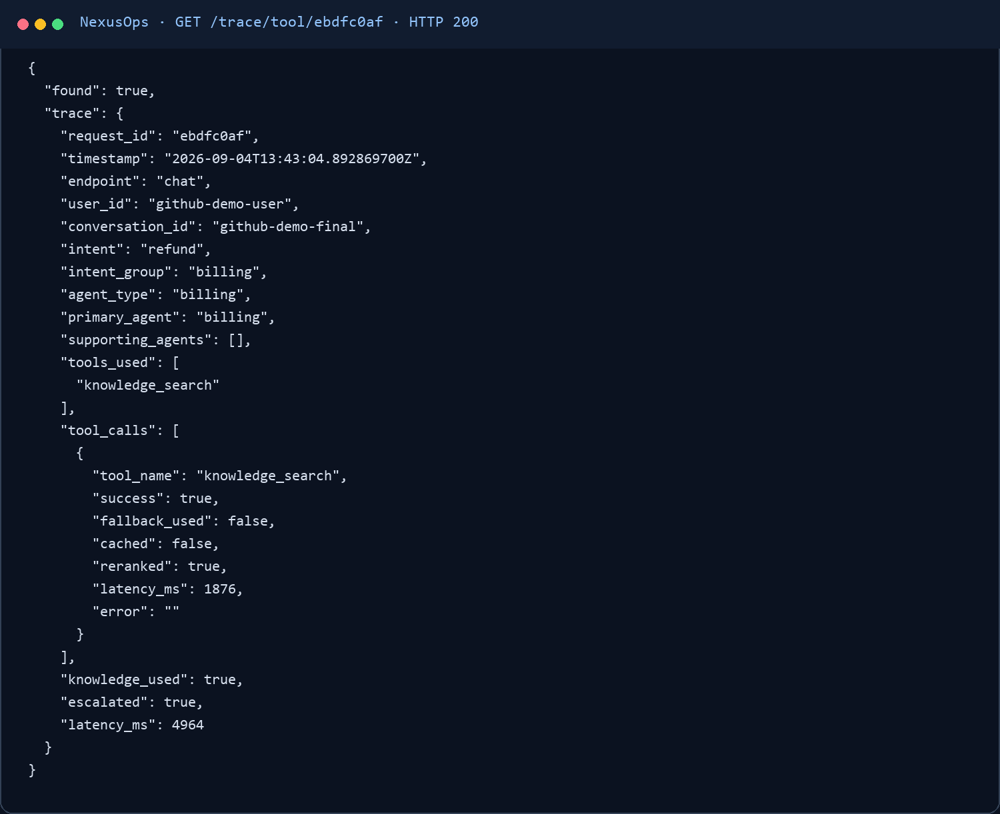 NexusOps · GET /trace/tool/ebdfc0af · HTTP 200
{
  "found": true,
  "trace": {
    "request_id": "ebdfc0af",
    "timestamp": "2026-09-04T13:43:04.892869700Z",
    "endpoint": "chat",
    "user_id": "github-demo-user",
    "conversation_id": "github-demo-final",
    "intent": "refund",
    "intent_group": "billing",
    "agent_type": "billing",
    "primary_agent": "billing",
    "supporting_agents": [],
    "tools_used": [
      "knowledge_search"
    ],
    "tool_calls": [
      {
        "tool_name": "knowledge_search",
        "success": true,
        "fallback_used": false,
        "cached": false,
        "reranked": true,
        "latency_ms": 1876,
        "error": ""
      }
    ],
    "knowledge_used": true,
    "escalated": true,
    "latency_ms": 4964
  }
}